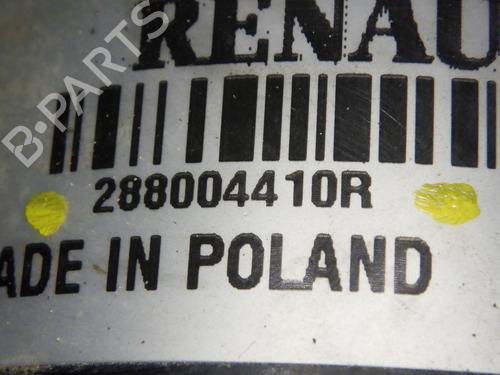 RENAU
288004410R
ADE IN POLAND
B-PARTS